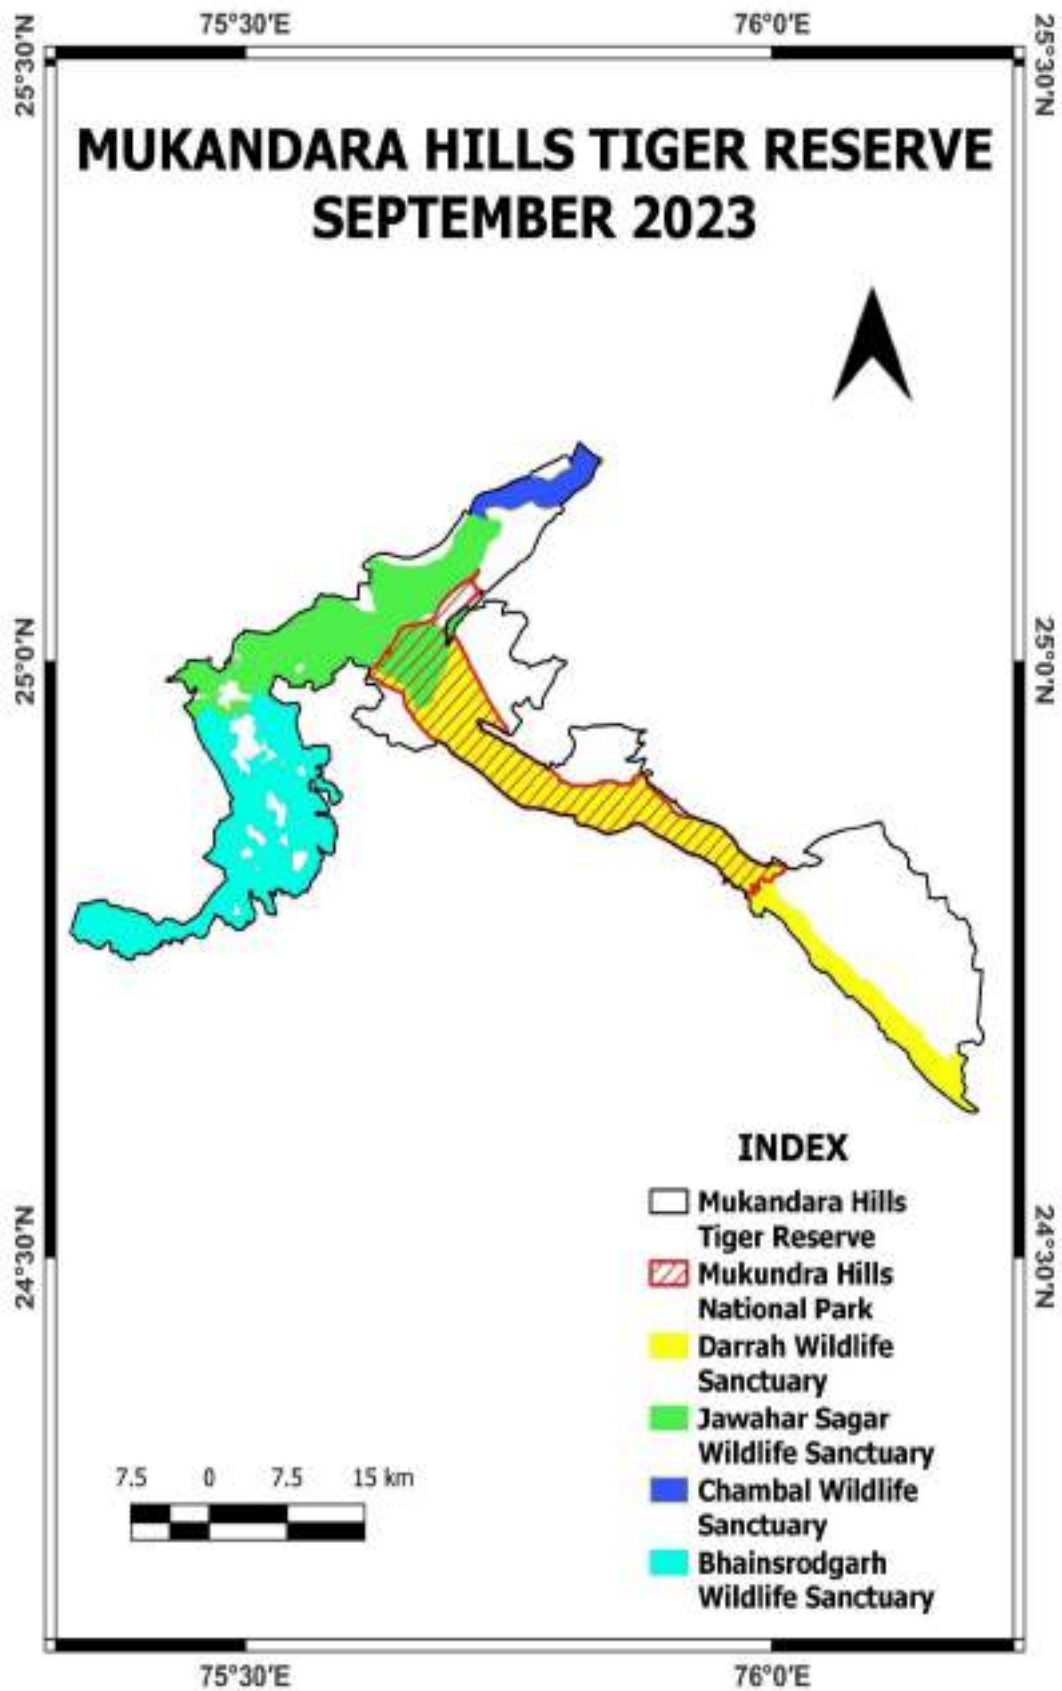 75°30'E 76°0'E
25°30'N 25°30'N
MUKANDARA HILLS TIGER RESERVE
SEPTEMBER 2023
25°0'N 25°0'N
INDEX
Mukandara Hills
Tiger Reserve
Mukundra Hills
National Park
Darrah Wildlife
Sanctuary
Jawahar Sagar
Wildlife Sanctuary
Chambal Wildlife
Sanctuary
Bhainsrodgarh
Wildlife Sanctuary
24°30'N 24°30'N
7.5 0 7.5 15 km
75°30'E 76°0'E